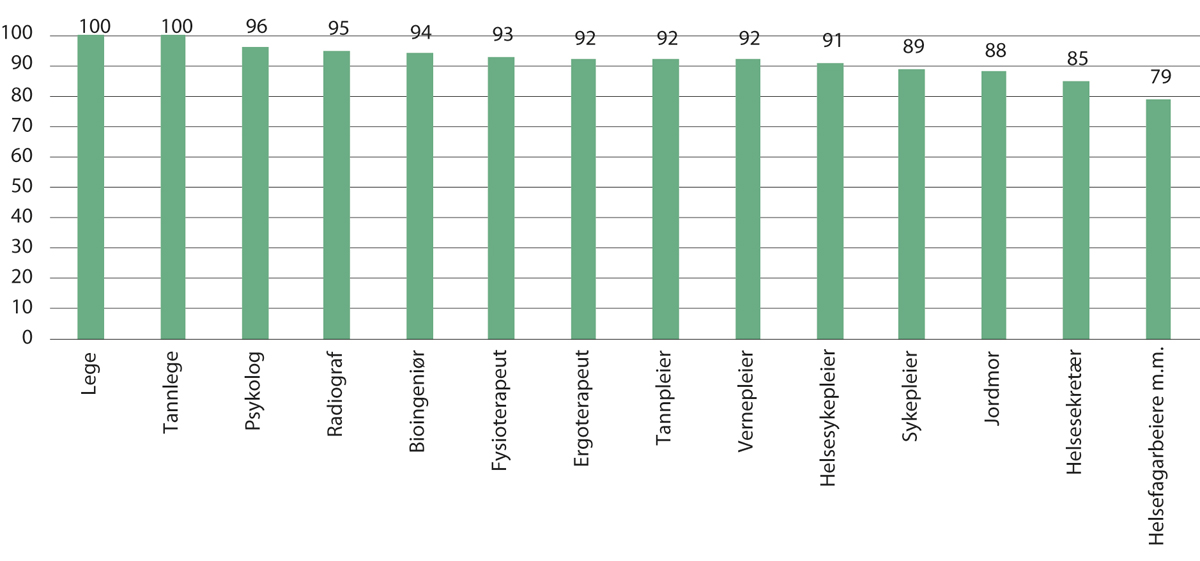 100 100 96 95 94 93 92 92 92 91 89 88 85 79
100
90
80
70
60
50
40
30
20
10
0
Lege
Tannlege
Psykolog
Radiograf
Bioingeniør
Fysioterapeut
Ergoterapeut
Tannpleier
Vernepleier
Helsesykepleier
Sykepleier
Jordmor
Helsesekretær
Helsefagarbeiere m.m.